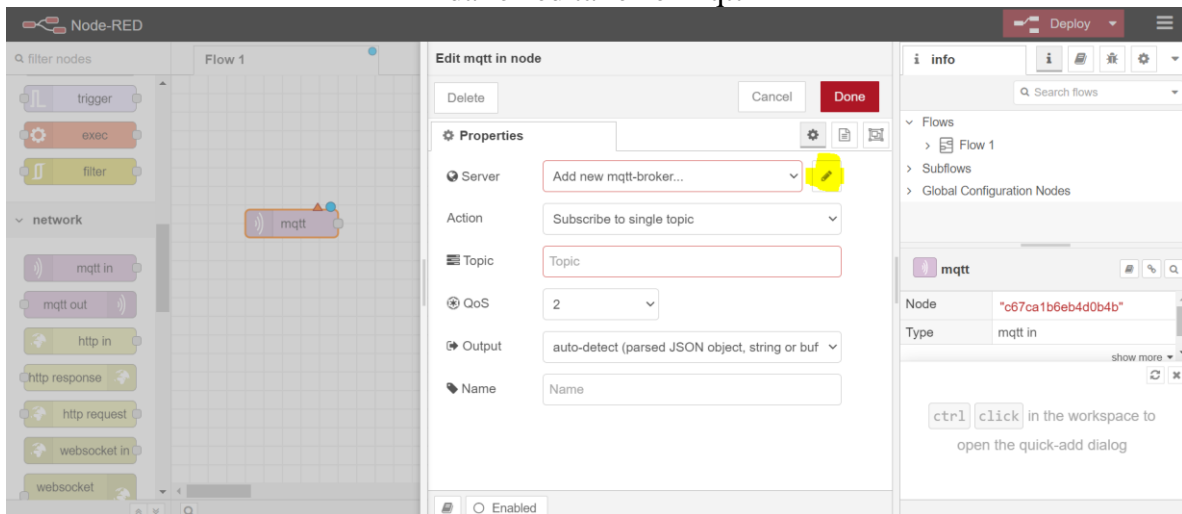 Node-RED
Deploy
filter nodes
trigger
exec
filter
network
mqtt in
mqtt out
http in
http response
http request
websocket in
websocket
Flow 1
mqtt
Edit mqtt in node
Delete
Cancel
Done
Properties
Server
Add new mqtt-broker...
Action
Subscribe to single topic
Topic
Topic
QoS
2
Output
auto-detect (parsed JSON object, string or buf
Name
Name
Enabled
i info
i
Search flows
Flows
Flow 1
Subflows
Global Configuration Nodes
mqtt
Node
"c67ca1b6eb4d0b4b"
Type
mqtt in
show more
ctrl click in the workspace to
open the quick-add dialog